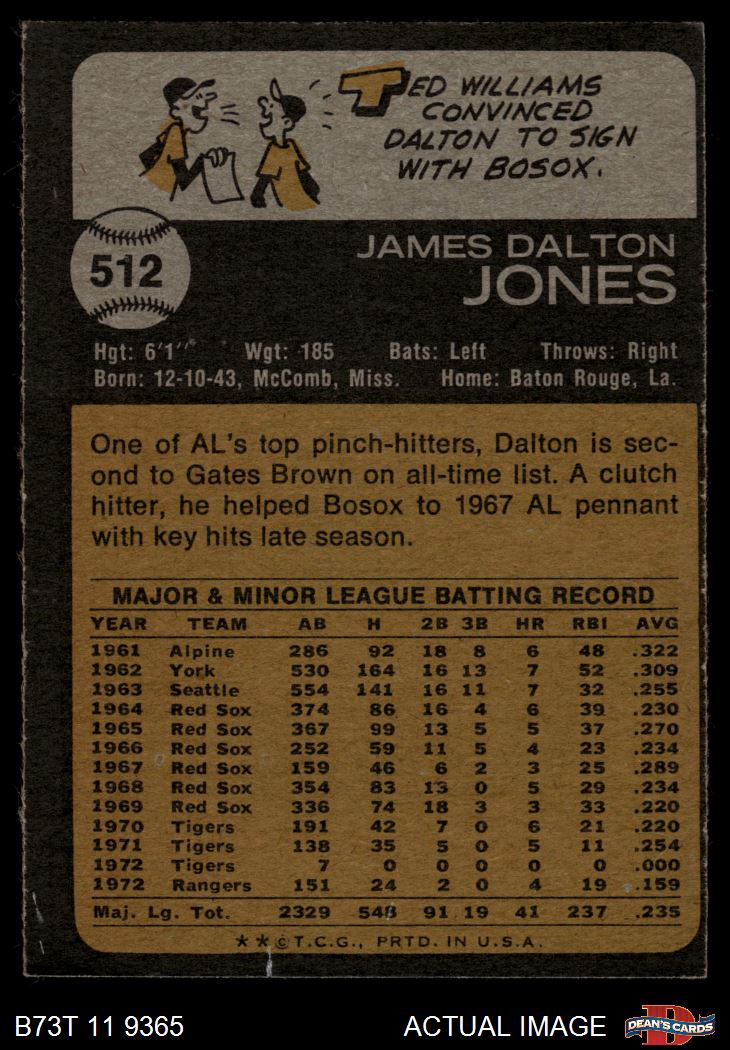 TED WILLIAMS
CONVINCED
DALTON TO SIGN
WITH BOSOX.
512
JAMES DALTON
JONES
Hgt: 6'1" Wgt: 185 Bats: Left Throws: Right
Born: 12-10-43, McComb, Miss. Home: Baton Rouge, La.
One of AL's top pinch-hitters, Dalton is sec-
ond to Gates Brown on all-time list. A clutch
hitter, he helped Bosox to 1967 AL pennant
with key hits late season.
MAJOR & MINOR LEAGUE BATTING RECORD
YEAR TEAM AB H 2B 3B HR RBI AVG
1961 Alpine 286 92 18 8 6 48 .322
1962 York 530 164 16 13 7 52 .309
1963 Seattle 554 141 16 11 7 32 .255
1964 Red Sox 374 86 16 4 6 39 .230
1965 Red Sox 367 99 13 5 5 37 .270
1966 Red Sox 252 59 11 5 4 23 .234
1967 Red Sox 159 46 6 2 3 25 .289
1968 Red Sox 354 83 13 0 5 29 .234
1969 Red Sox 336 74 18 3 3 33 .220
1970 Tigers 191 42 7 0 6 21 .220
1971 Tigers 138 35 5 0 5 11 .254
1972 Tigers 7 0 0 0 0 0 .000
1972 Rangers 151 24 2 0 4 19 .159
Maj. Lg. Tot. 2329 548 91 19 41 237 .235
**©T.C.G., PRTD. IN U.S.A.
B73T 11 9365 ACTUAL IMAGE
D
DEAN'S CARDS